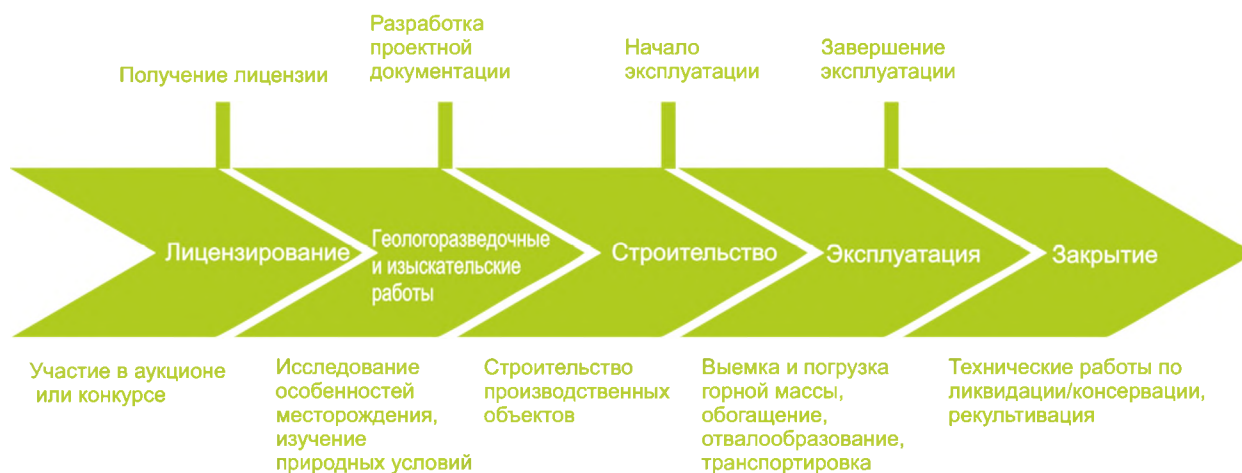 Получение лицензии
Разработка
проектной
документации
Начало
эксплуатации
Завершение
эксплуатации
Лицензирование
Геологоразведочные
и изыскательские
работы
Строительство
Эксплуатация
Закрытие
Участие в аукционе
или конкурсе
Исследование
особенностей
месторождения,
изучение
природных условий
Строительство
производственных
объектов
Выемка и погрузка
горной массы,
обогащение,
отвалообразование,
транспортировка
Технические работы по
ликвидации/консервации,
рекультивация